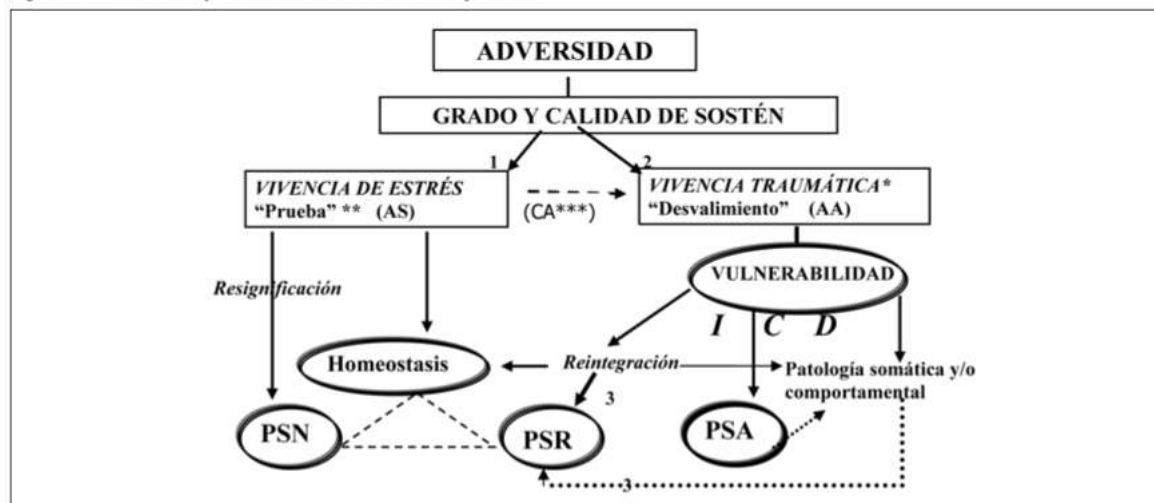 ADVERSIDAD
GRADO Y CALIDAD DE SOSTÉN
1
2
VIVENCIA DE ESTRÉS
“Prueba” ** (AS)
(CA***)
VIVENCIA TRAUMÁTICA*
“Desvalimiento” (AA)
VULNERABILIDAD
Resignificación
I C D
Homeostasis
Reintegración
Patología somática y/o
comportamental
3
PSN
PSR
PSA
3